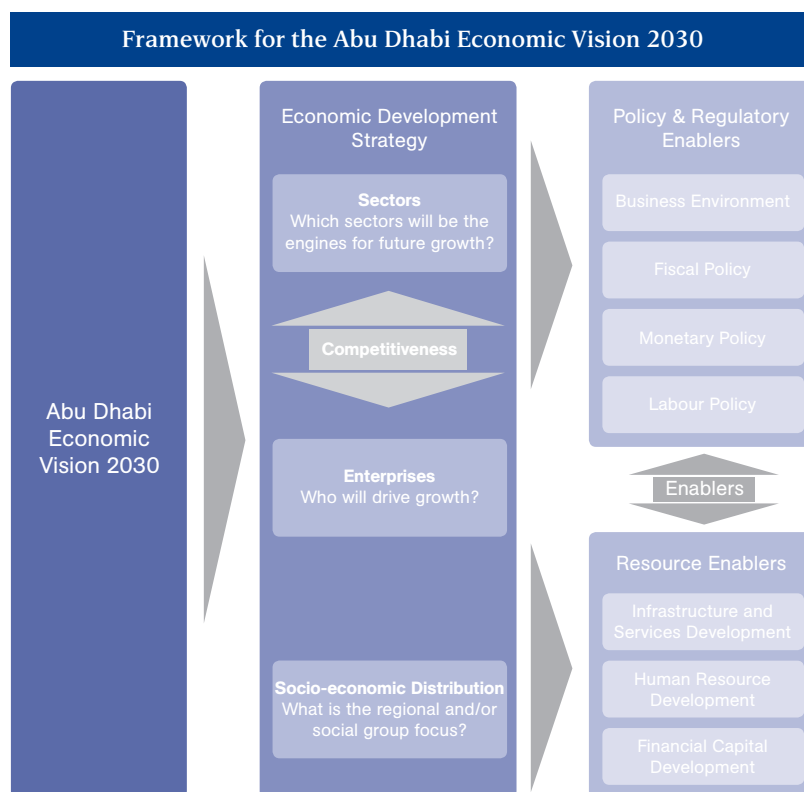 Framework for the Abu Dhabi Economic Vision 2030
Abu Dhabi
Economic
Vision 2030
Economic Development
Strategy
Sectors
Which sectors will be the
engines for future growth?
Competitiveness
Enterprises
Who will drive growth?
Socio-economic Distribution
What is the regional and/or
social group focus?
Policy & Regulatory
Enablers
Business Environment
Fiscal Policy
Monetary Policy
Labour Policy
Enablers
Resource Enablers
Infrastructure and
Services Development
Human Resource
Development
Financial Capital
Development